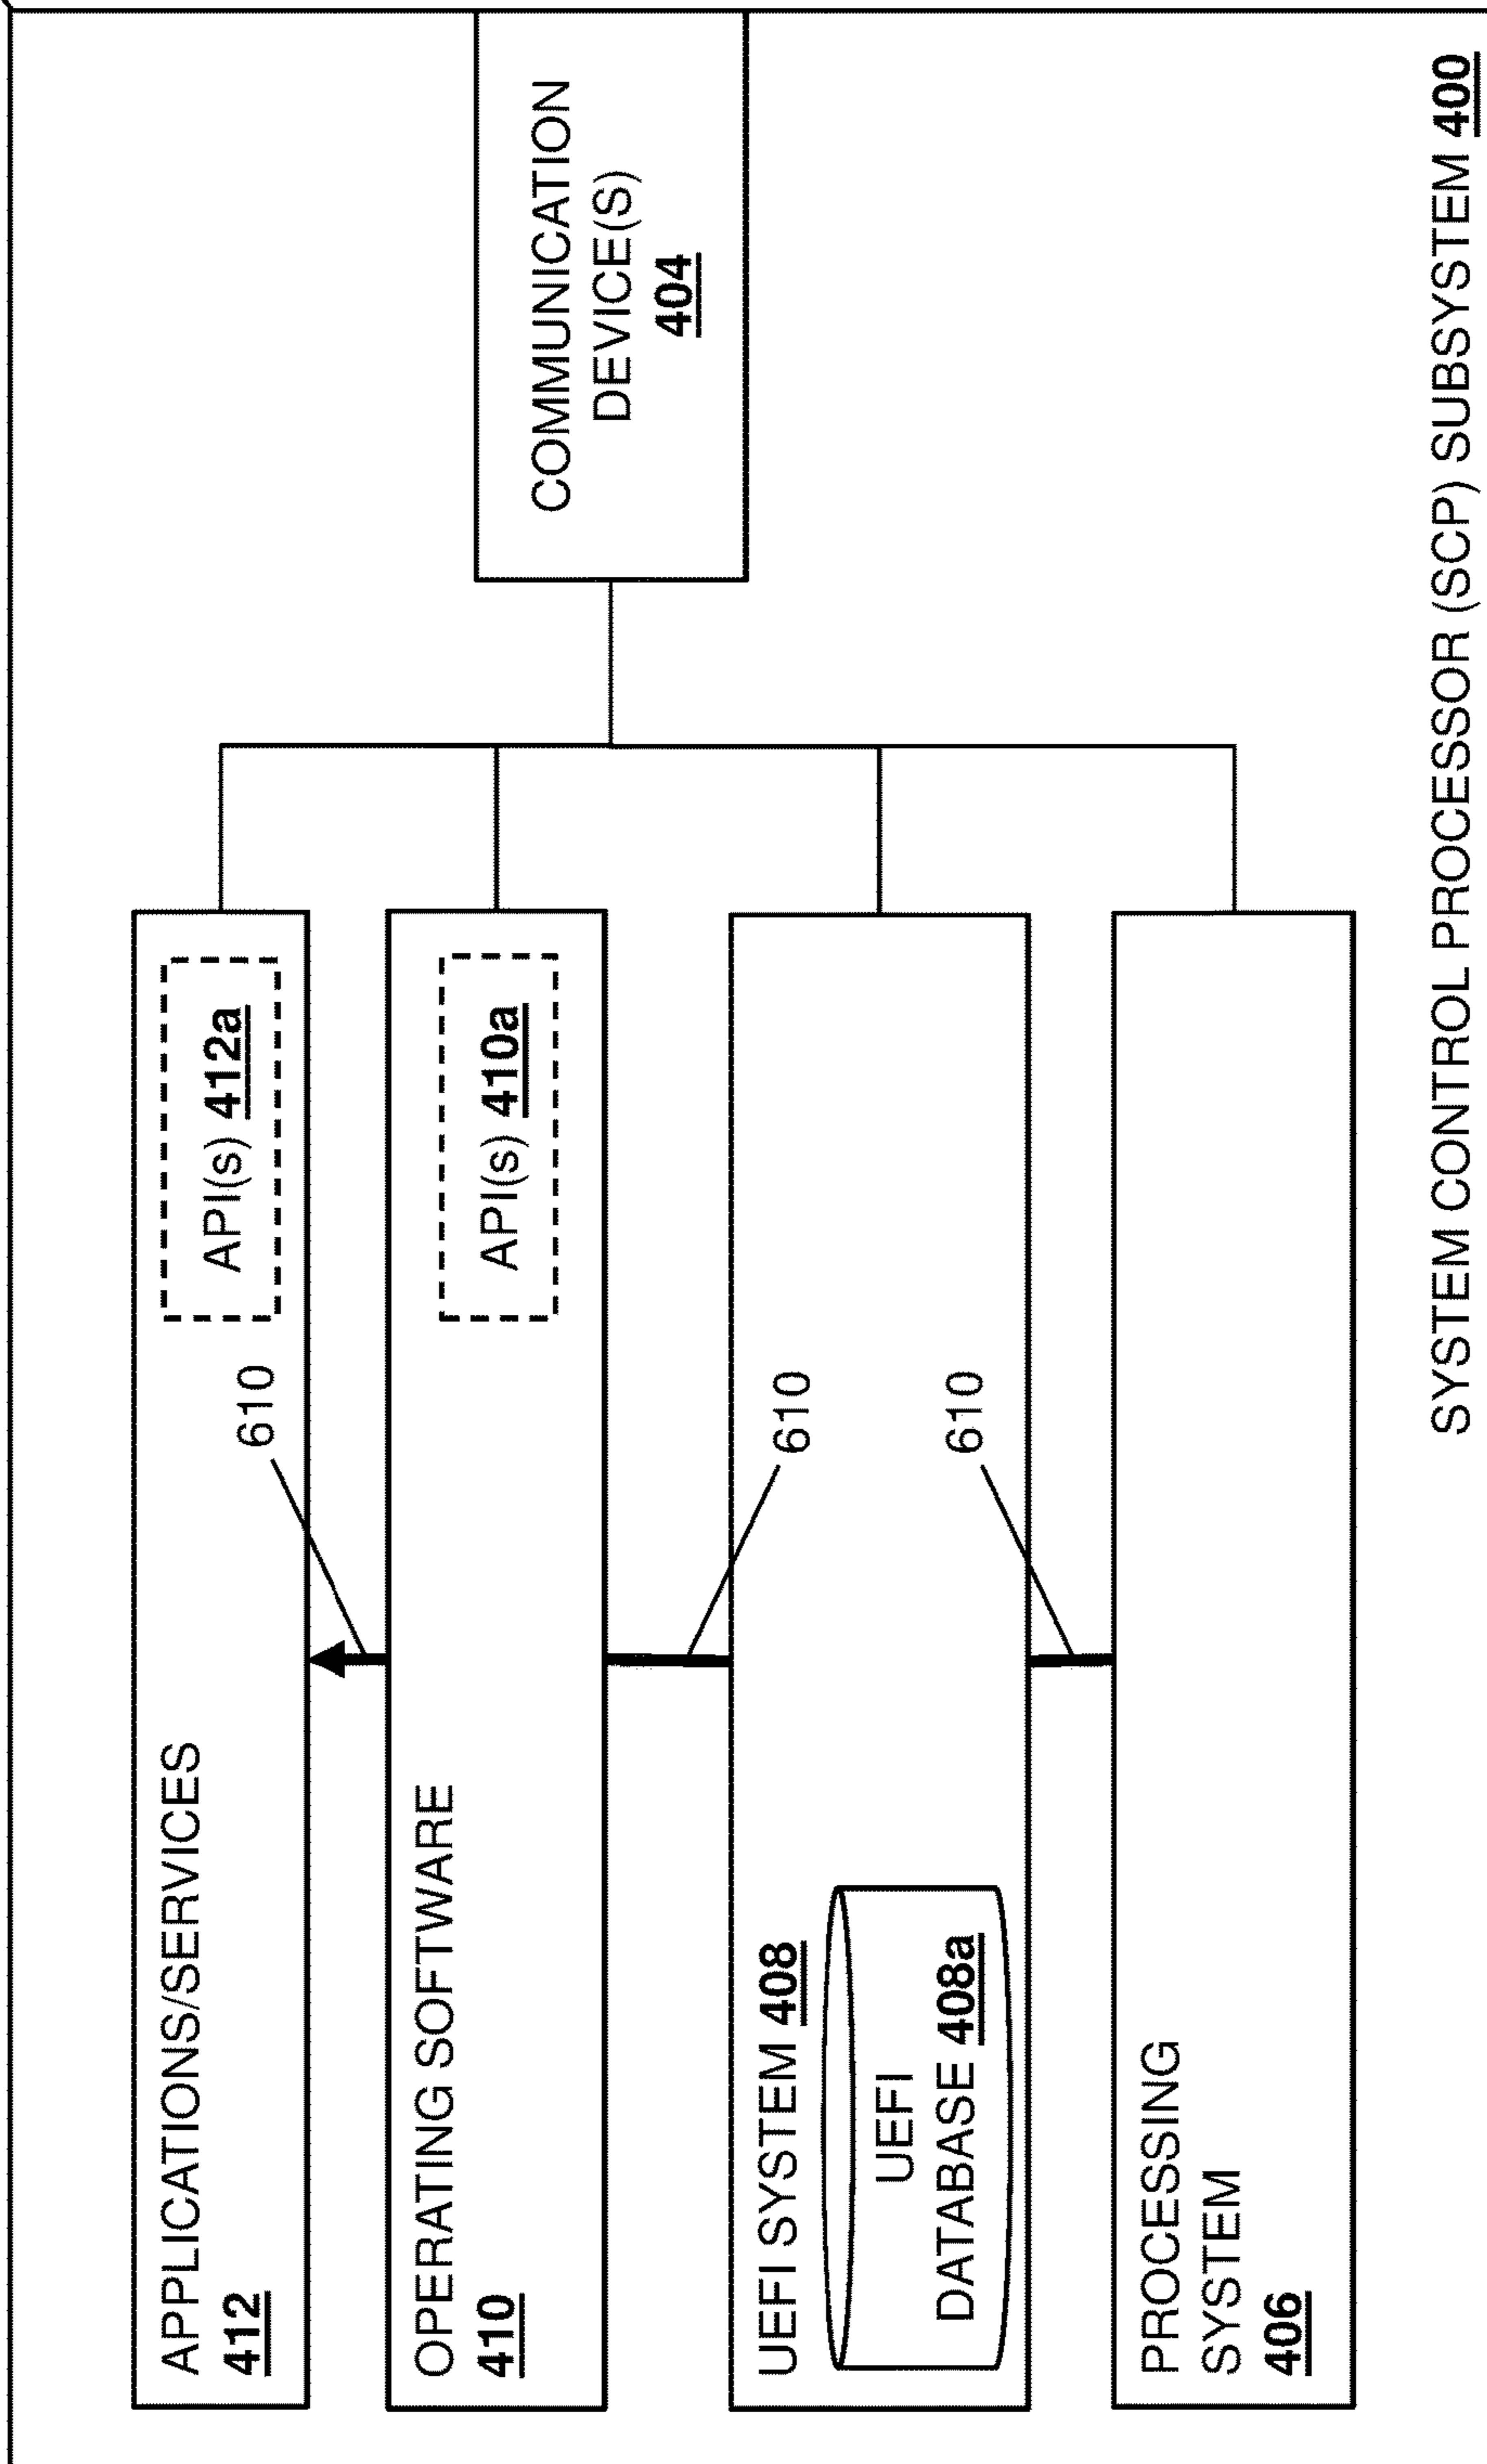 APPLICATIONS/SERVICES
412
610
API(s) 412a
OPERATING SOFTWARE
410
API(s) 410a
UEFI SYSTEM 408
610
UEFI
DATABASE 408a
610
PROCESSING
SYSTEM
406
COMMUNICATION
DEVICE(S)
404
SYSTEM CONTROL PROCESSOR (SCP) SUBSYSTEM 400